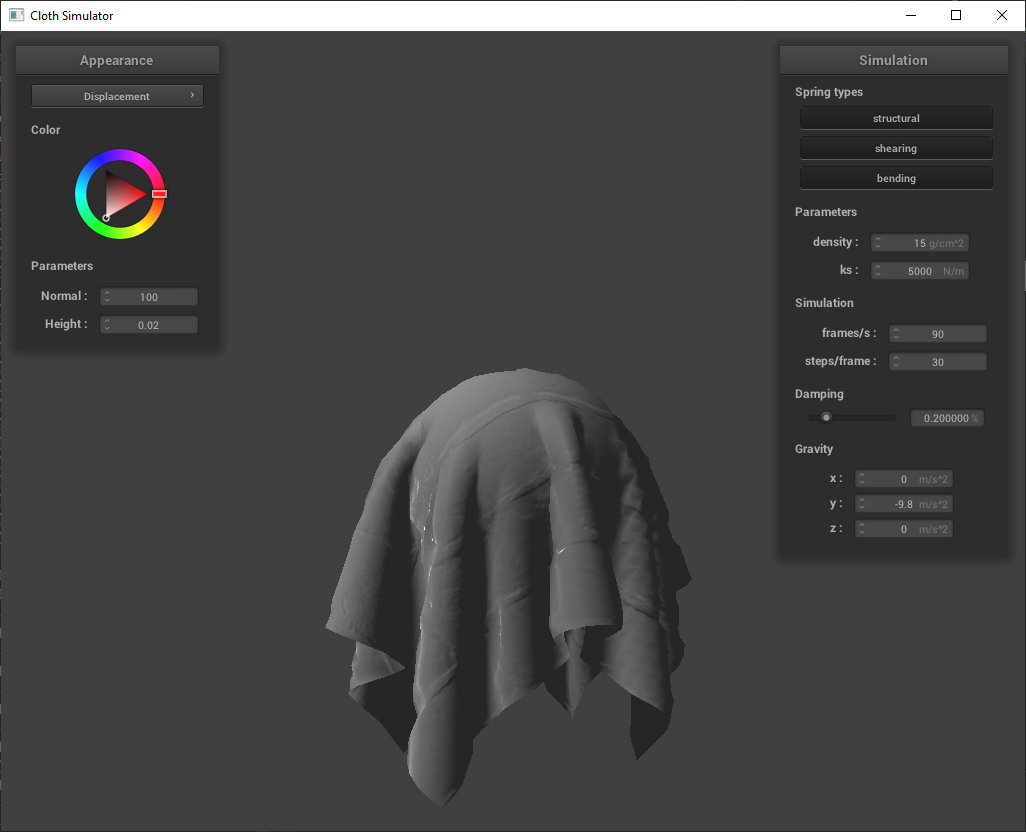 Cloth Simulator
Appearance
Displacement
Color
Parameters
Normal : 100
Height : 0.02
Simulation
Spring types
structural
shearing
bending
Parameters
density : 15 g/cm^2
ks : 5000 N/m
Simulation
frames/s : 90
steps/frame : 30
Damping
0.200000 %
Gravity
x : 0 m/s^2
y : -9.8 m/s^2
z : 0 m/s^2